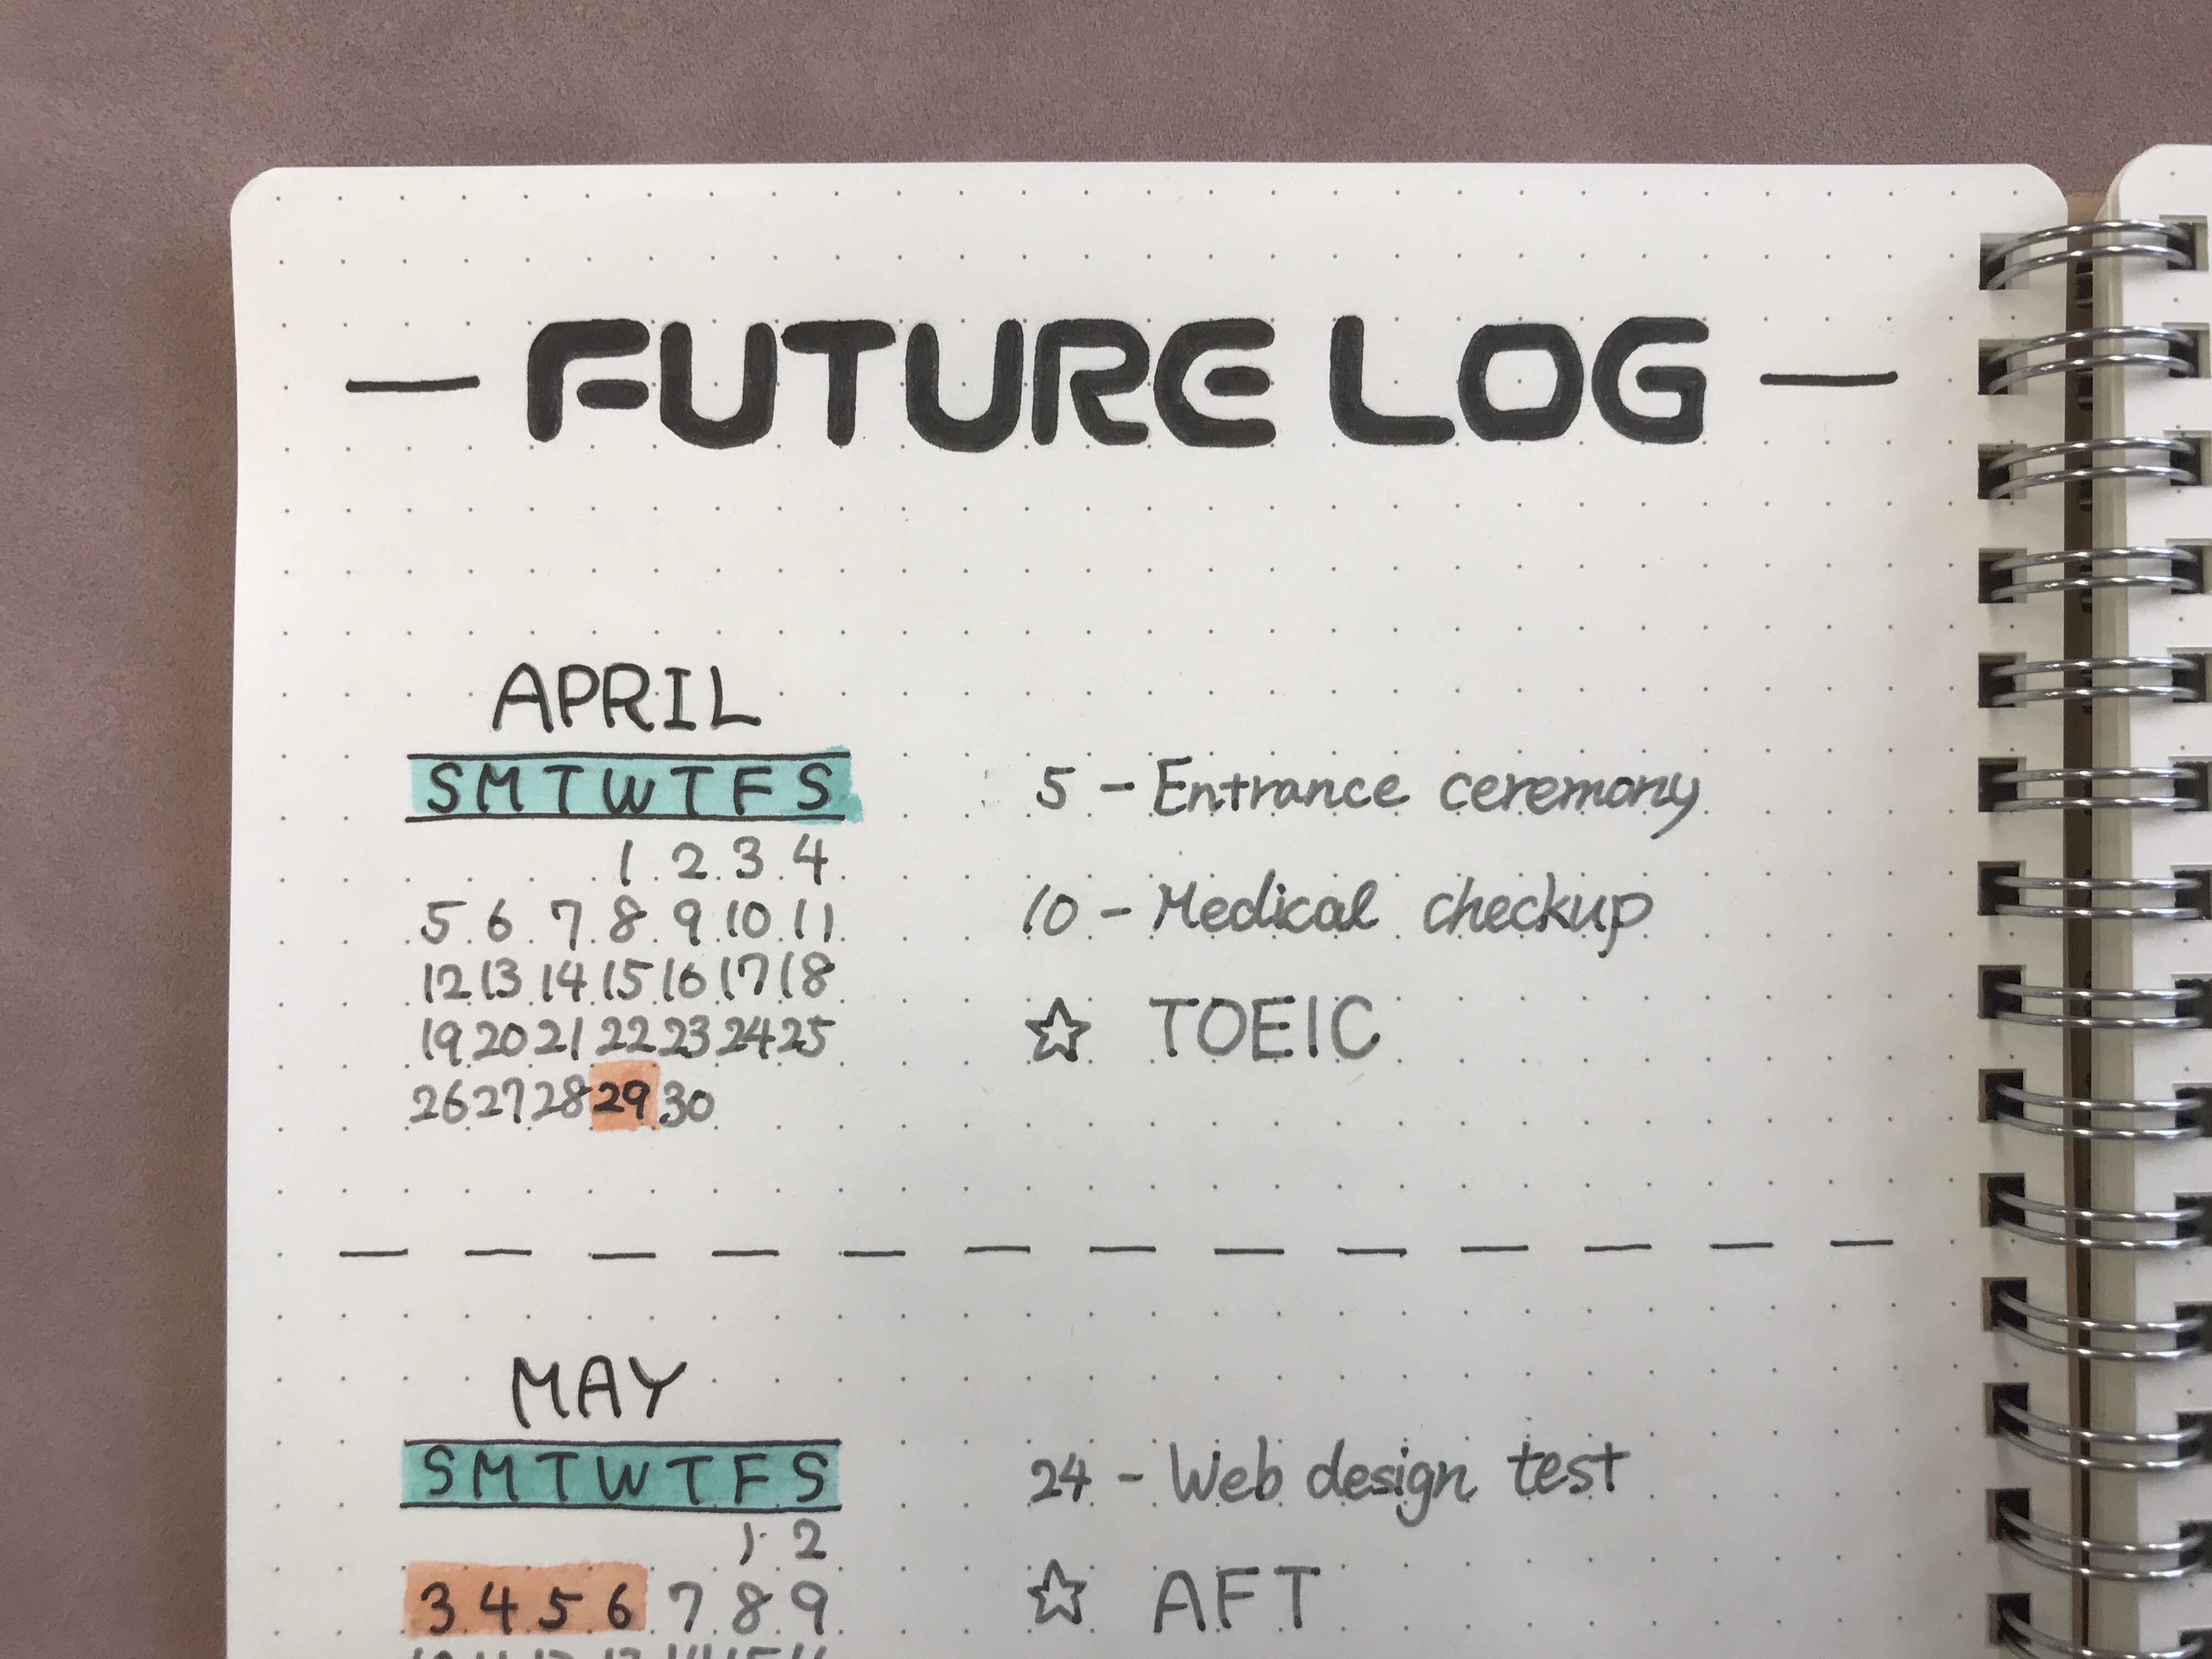 — FUTURE LOG —
APRIL
S M T W T F S
1 2 3 4
5 6 7 8 9 10 11
12 13 14 15 16 17 18
19 20 21 22 23 24 25
26 27 28 29 30
5 - Entrance ceremony
10 - Medical checkup
☆ TOEIC
MAY
S M T W T F S
1 2
3 4 5 6 7 8 9
24 - Web design test
☆ AFT